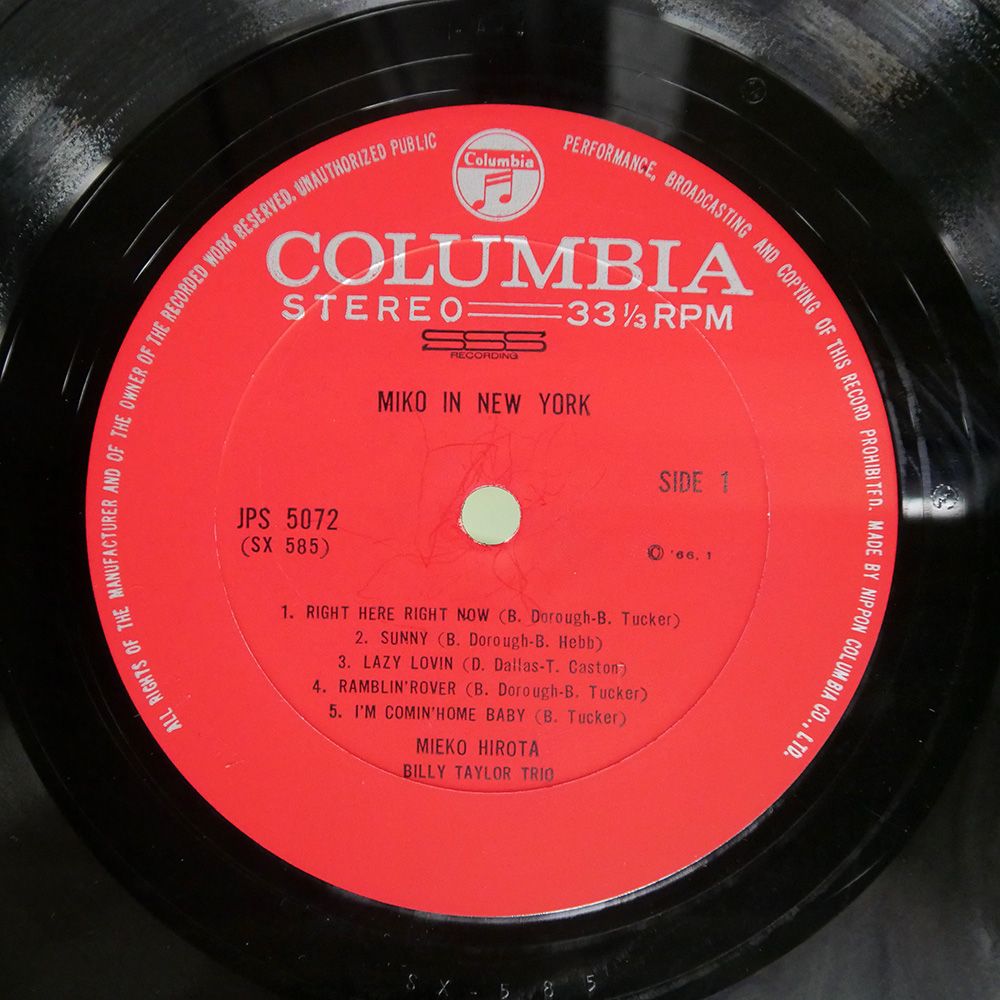 ALL RIGHTS OF THE MANUFACTURER AND OF THE OWNER OF THE RECORDED WORK RESERVED. UNAUTHORIZED PUBLIC PERFORMANCE, BROADCASTING AND COPYING OF THIS RECORD PROHIBITED. MADE BY NIPPON COLUMBIA CO., LTD.
Columbia
COLUMBIA
STEREO 33 1/3 RPM
SSS
RECORDING
MIKO IN NEW YORK
SIDE 1
JPS 5072
(SX 585)
© '66.1
1. RIGHT HERE RIGHT NOW (B. Dorough-B. Tucker)
2. SUNNY (B. Dorough-B. Hebb)
3. LAZY LOVIN (D. Dallas-T. Caston)
4. RAMBLIN'ROVER (B. Dorough-B. Tucker)
5. I'M COMIN'HOME BABY (B. Tucker)
MIEKO HIROTA
BILLY TAYLOR TRIO
SX-585